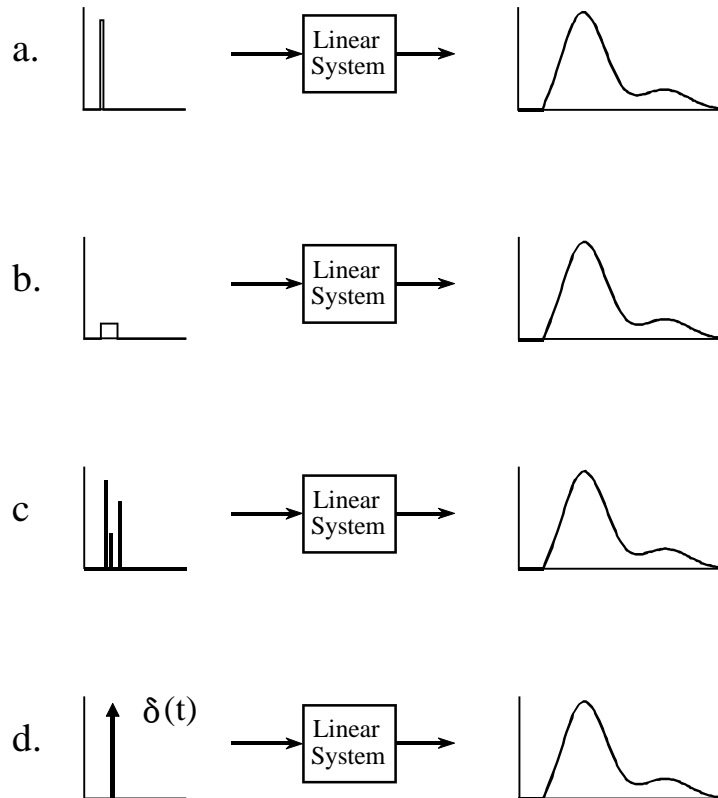 a.
Linear
System
b.
Linear
System
c
Linear
System
d.
δ(t)
Linear
System